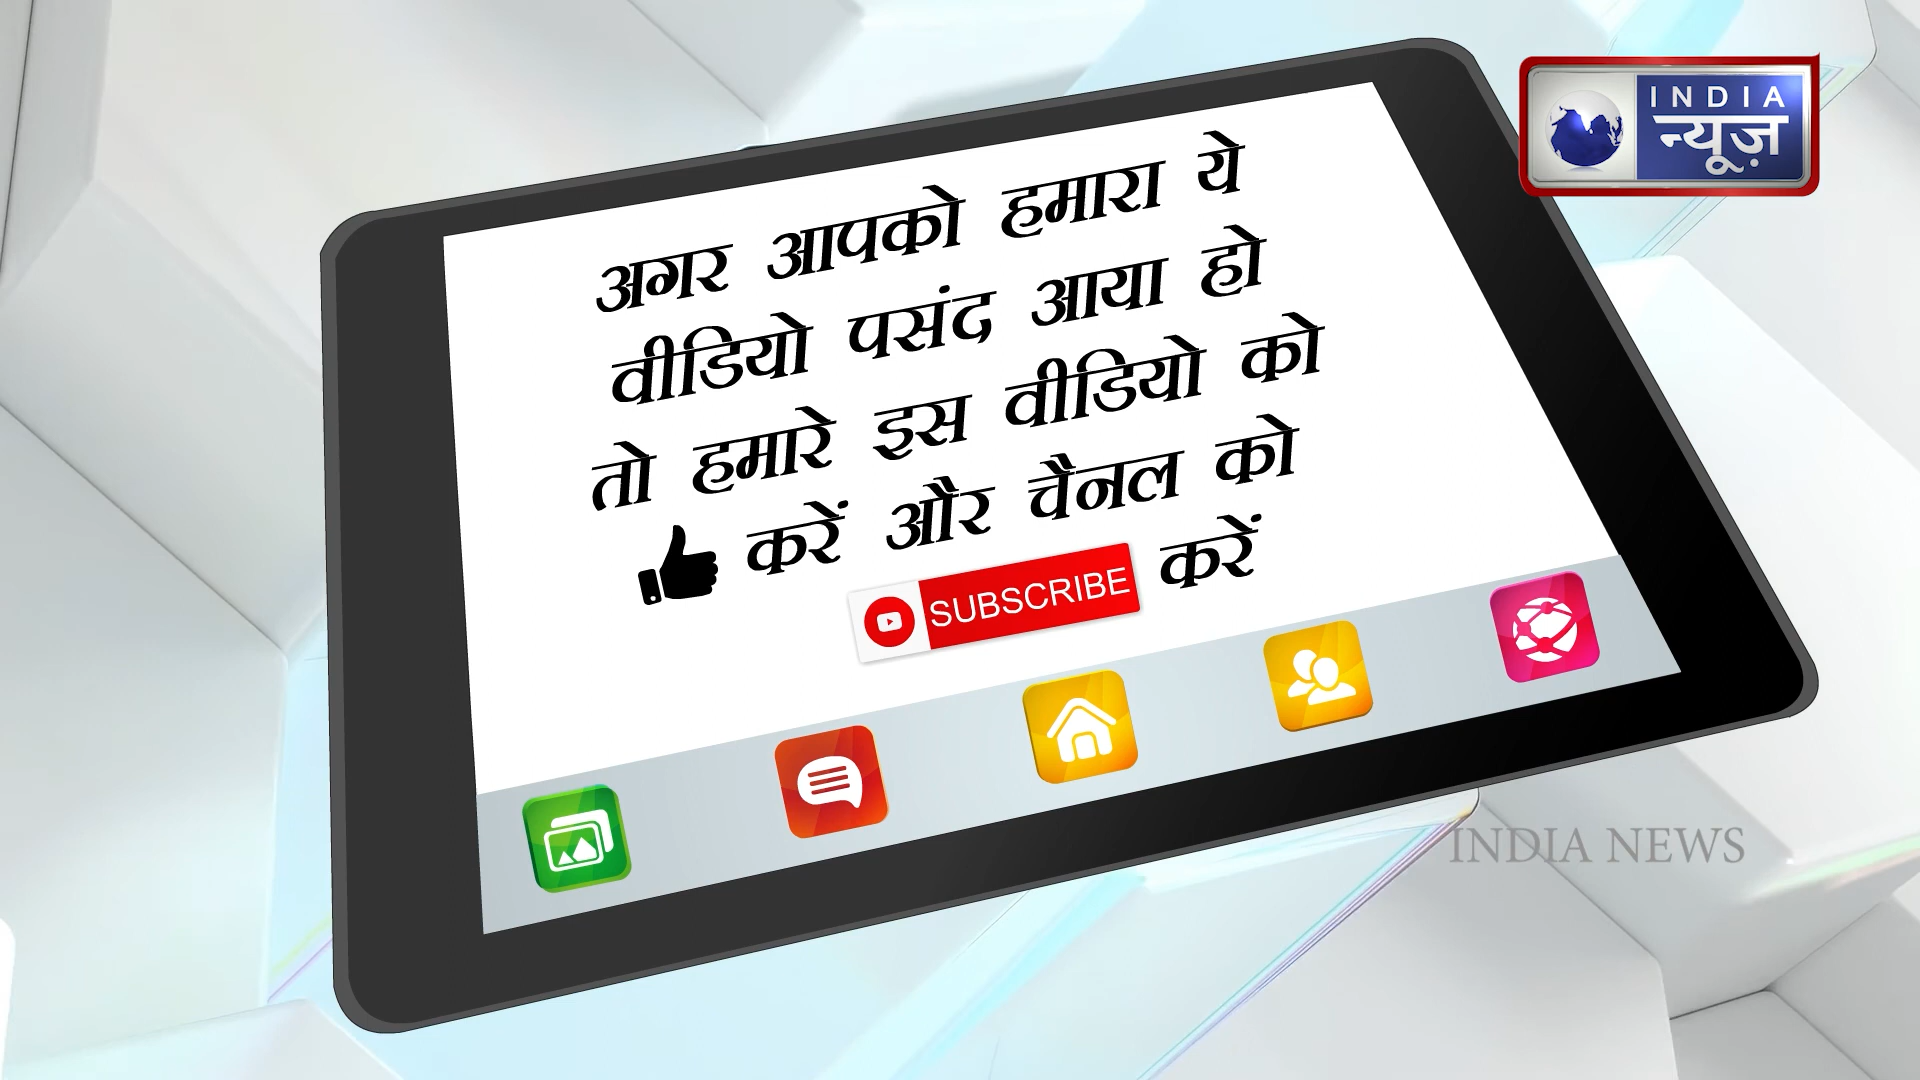 INDIA
न्यूज़
अगर आपको हमारा ये
वीडियो पसंद आया हो
तो हमारे इस वीडियो को
करें और चैनल को
SUBSCRIBE करें
INDIA NEWS